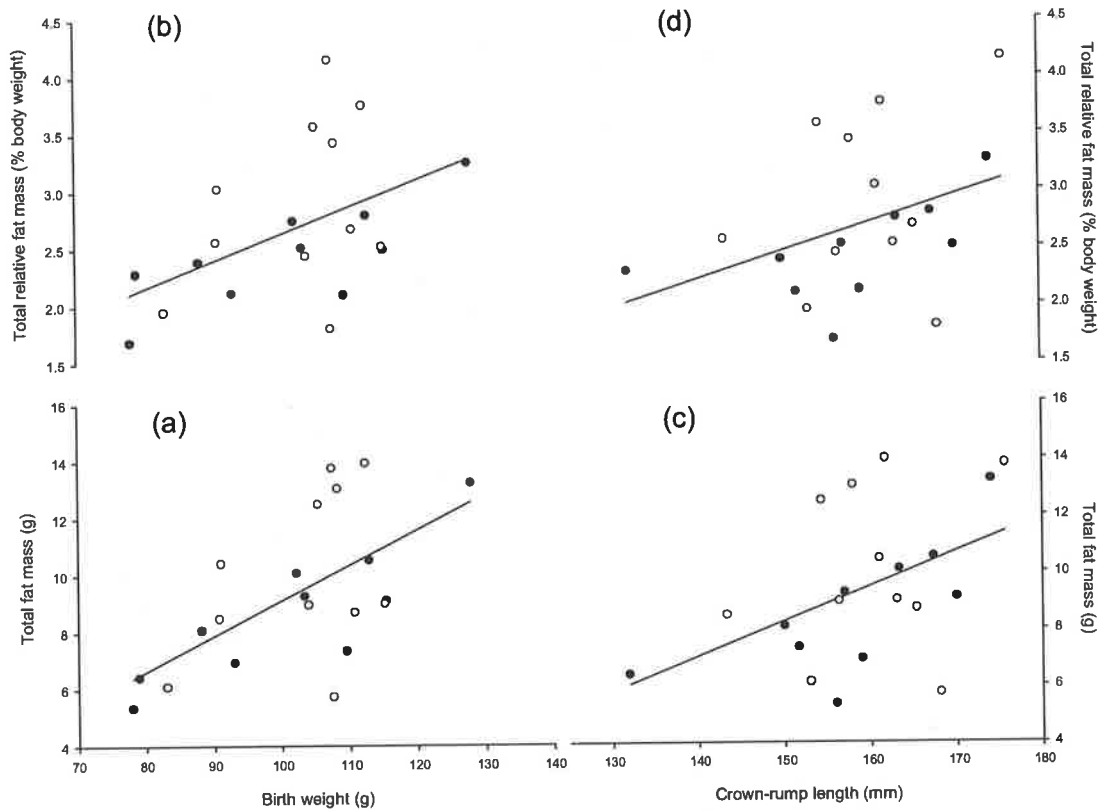 (b)
(d)
4.5
4.0
3.5
3.0
2.5
2.0
1.5
Total relative fat mass (% body weight)
4.5
4.0
3.5
3.0
2.5
2.0
1.5
Total relative fat mass (% body weight)
(a)
(c)
16
14
12
10
8
6
4
Total fat mass (g)
16
14
12
10
8
6
4
Total fat mass (g)
70 80 90 100 110 120 130 140
Birth weight (g)
130 140 150 160 170 180
Crown-rump length (mm)